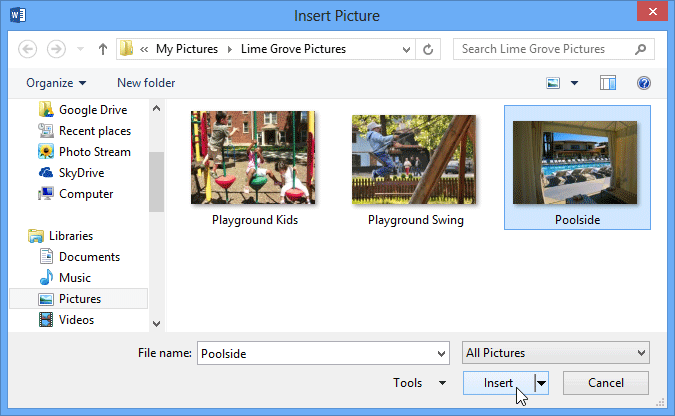 Insert Picture
« My Pictures Lime Grove Pictures
Search Lime Grove Pictures
Organize New folder
Google Drive
Recent places
Photo Stream
SkyDrive
Computer
Libraries
Documents
Music
Pictures
Videos
Playground Kids
Playground Swing
Poolside
File name: Poolside
All Pictures
Tools Insert Cancel